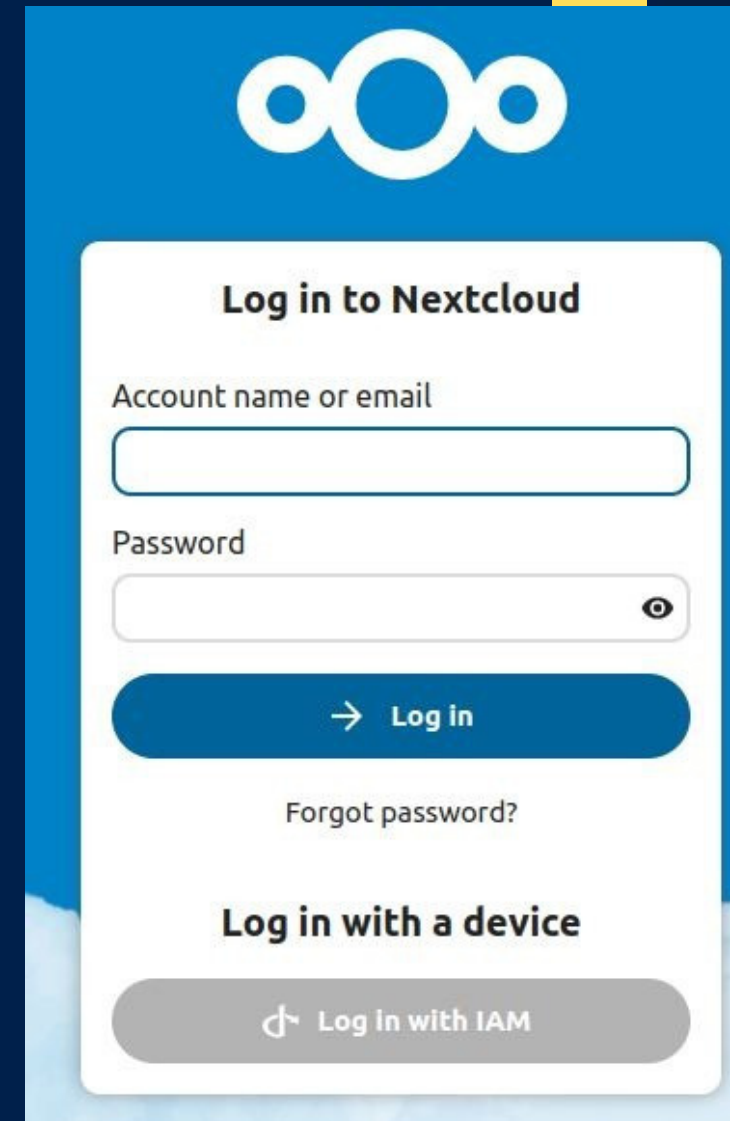 Log in to Nextcloud
Account name or email
Password
Log in
Forgot password?
Log in with a device
Log in with IAM